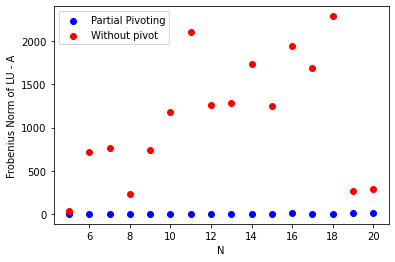 Partial Pivoting
Without pivot
2000
1500
1000
500
0
Frobenius Norm of LU - A
6 8 10 12 14 16 18 20
N